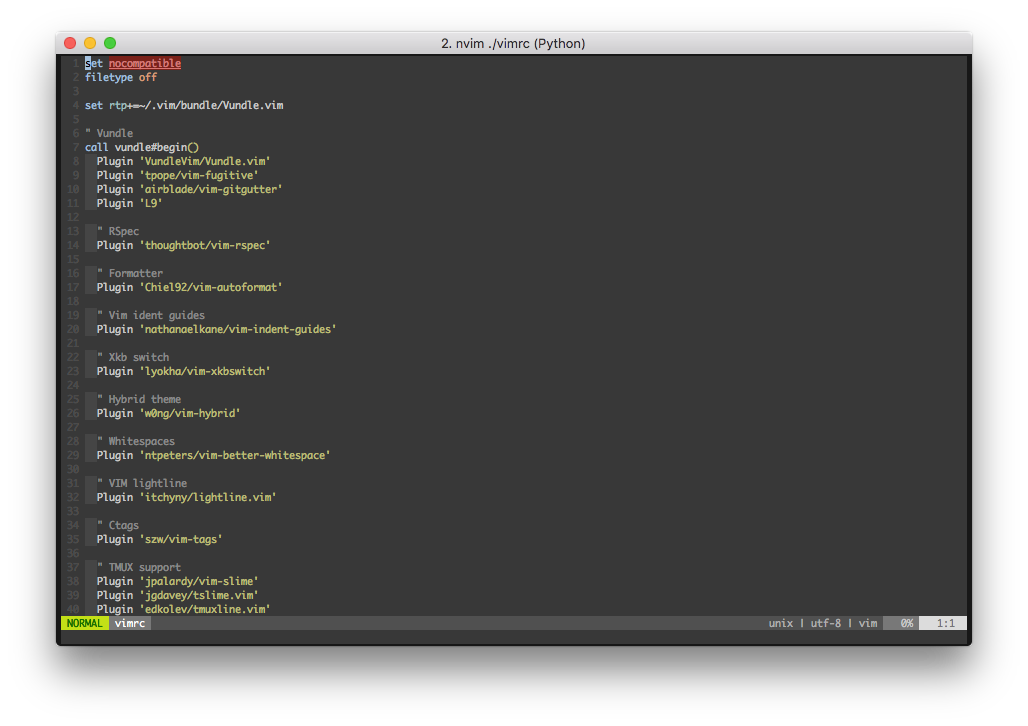 2. nvim ./vimrc (Python)
1 set nocompatible
2 filetype off
3
4 set rtp+=~/.vim/bundle/Vundle.vim
5
6 " Vundle
7 call vundle#begin()
8 Plugin 'VundleVim/Vundle.vim'
9 Plugin 'tpope/vim-fugitive'
10 Plugin 'airblade/vim-gitgutter'
11 Plugin 'L9'
12
13 " RSpec
14 Plugin 'thoughtbot/vim-rspec'
15
16 " Formatter
17 Plugin 'Chiel92/vim-autoformat'
18
19 " Vim ident guides
20 Plugin 'nathanaelkane/vim-indent-guides'
21
22 " Xkb switch
23 Plugin 'lyokha/vim-xkbswitch'
24
25 " Hybrid theme
26 Plugin 'w0ng/vim-hybrid'
27
28 " Whitespaces
29 Plugin 'ntpeters/vim-better-whitespace'
30
31 " VIM lightline
32 Plugin 'itchyny/lightline.vim'
33
34 " Ctags
35 Plugin 'szw/vim-tags'
36
37 " TMUX support
38 Plugin 'jpalardy/vim-slime'
39 Plugin 'jgdavey/tslime.vim'
40 Plugin 'edkolev/tmuxline.vim'
NORMAL vimrc unix | utf-8 | vim 0% 1:1